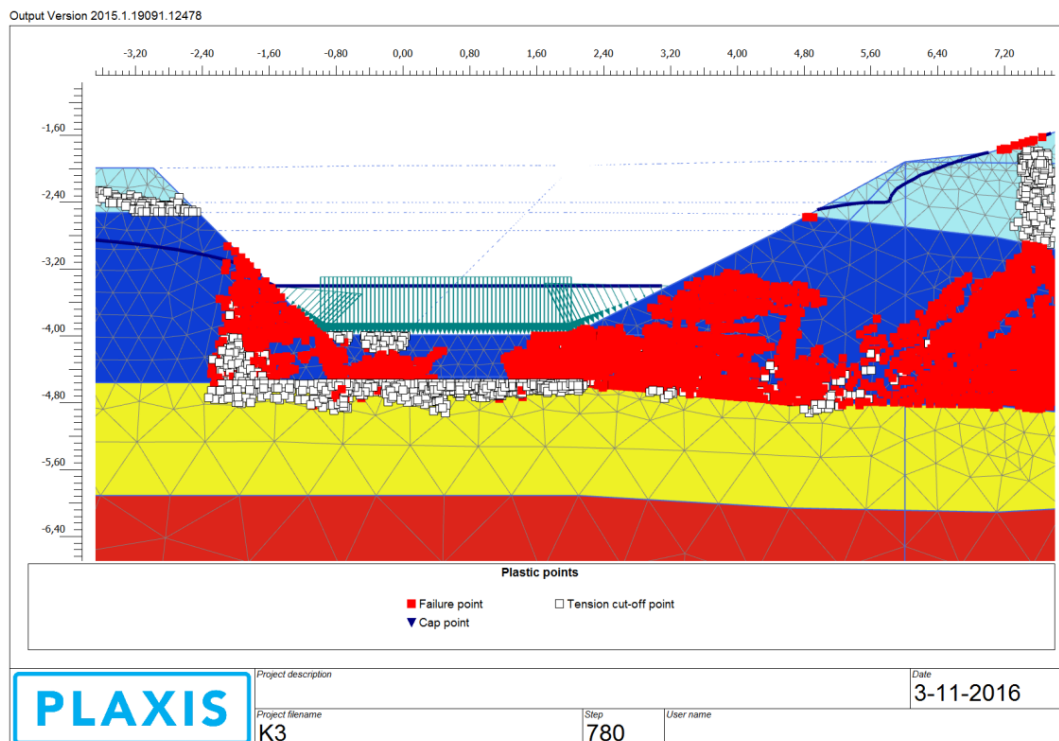 Output Version 2015.1.19091.12478
-3,20 -2,40 -1,60 -0,80 0,00 0,80 1,60 2,40 3,20 4,00 4,80 5,60 6,40 7,20
-1,60
-2,40
-3,20
-4,00
-4,80
-5,60
-6,40
Plastic points
Failure point Tension cut-off point
Cap point
PLAXIS
Project description
Date
3-11-2016
Project filename
K3
Step
780
User name